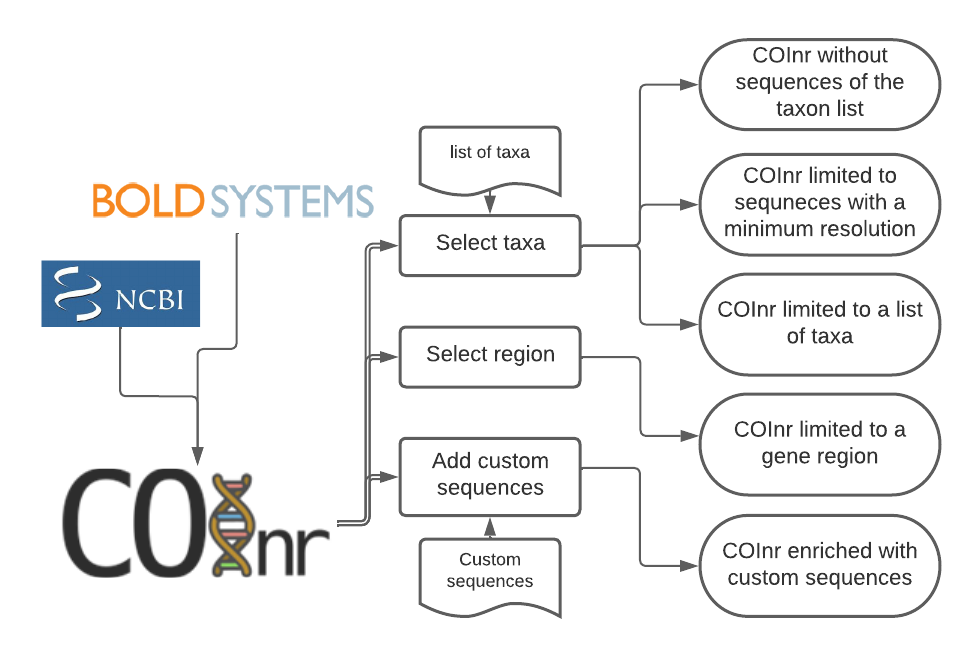 BOLDSYSTEMS
NCBI
COInr
list of taxa
Select taxa
Select region
Add custom
sequences
Custom
sequences
COInr without
sequences of the
taxon list
COInr limited to
sequneces with a
minimum resolution
COInr limited to a list
of taxa
COInr limited to a
gene region
COInr enriched with
custom sequences